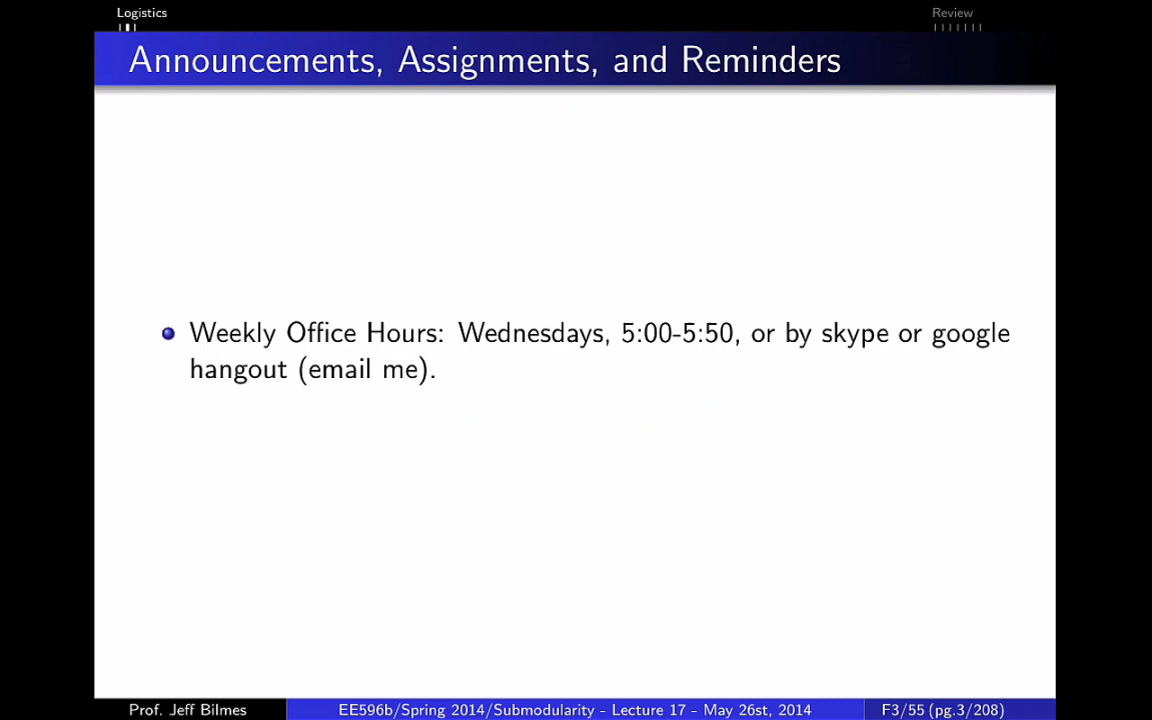 Logistics
Review
Announcements, Assignments, and Reminders
Weekly Office Hours: Wednesdays, 5:00-5:50, or by skype or google
hangout (email me).
Prof. Jeff Bilmes
EE596b/Spring 2014/Submodularity - Lecture 17 - May 26st, 2014
F3/55 (pg.3/208)